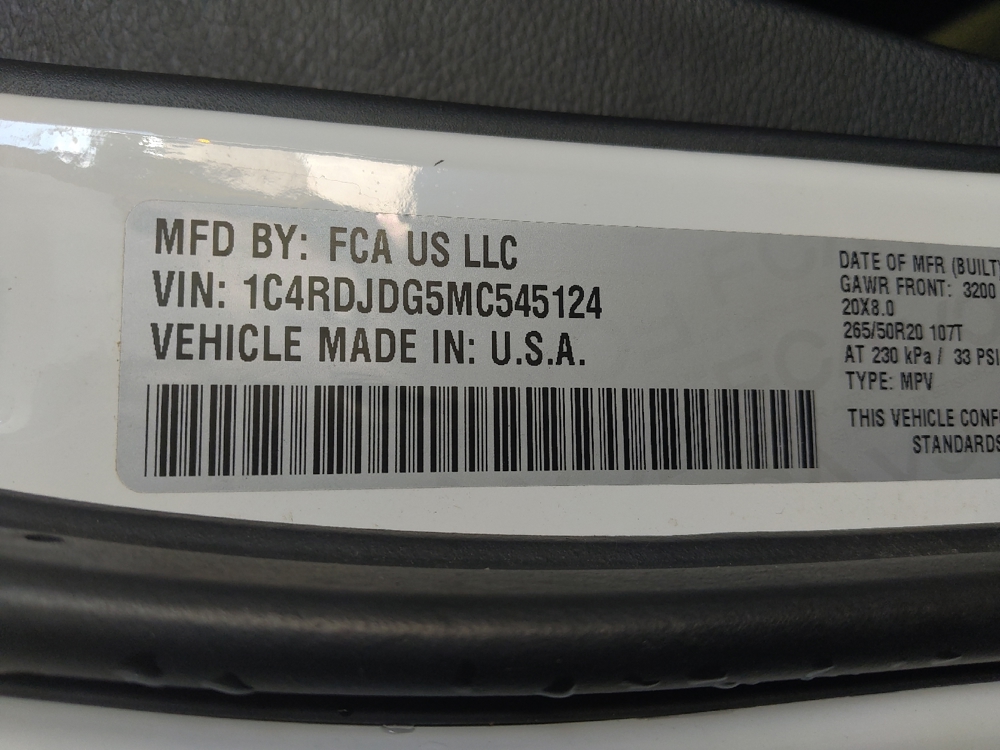 MFD BY: FCA US LLC
VIN: 1C4RDJDG5MC545124
VEHICLE MADE IN: U.S.A.
DATE OF MFR (BUILT)
GAWR FRONT: 3200
20X8.0
265/50R20 107T
AT 230 kPa / 33 PSI
TYPE: MPV
THIS VEHICLE CONF
STANDARDS